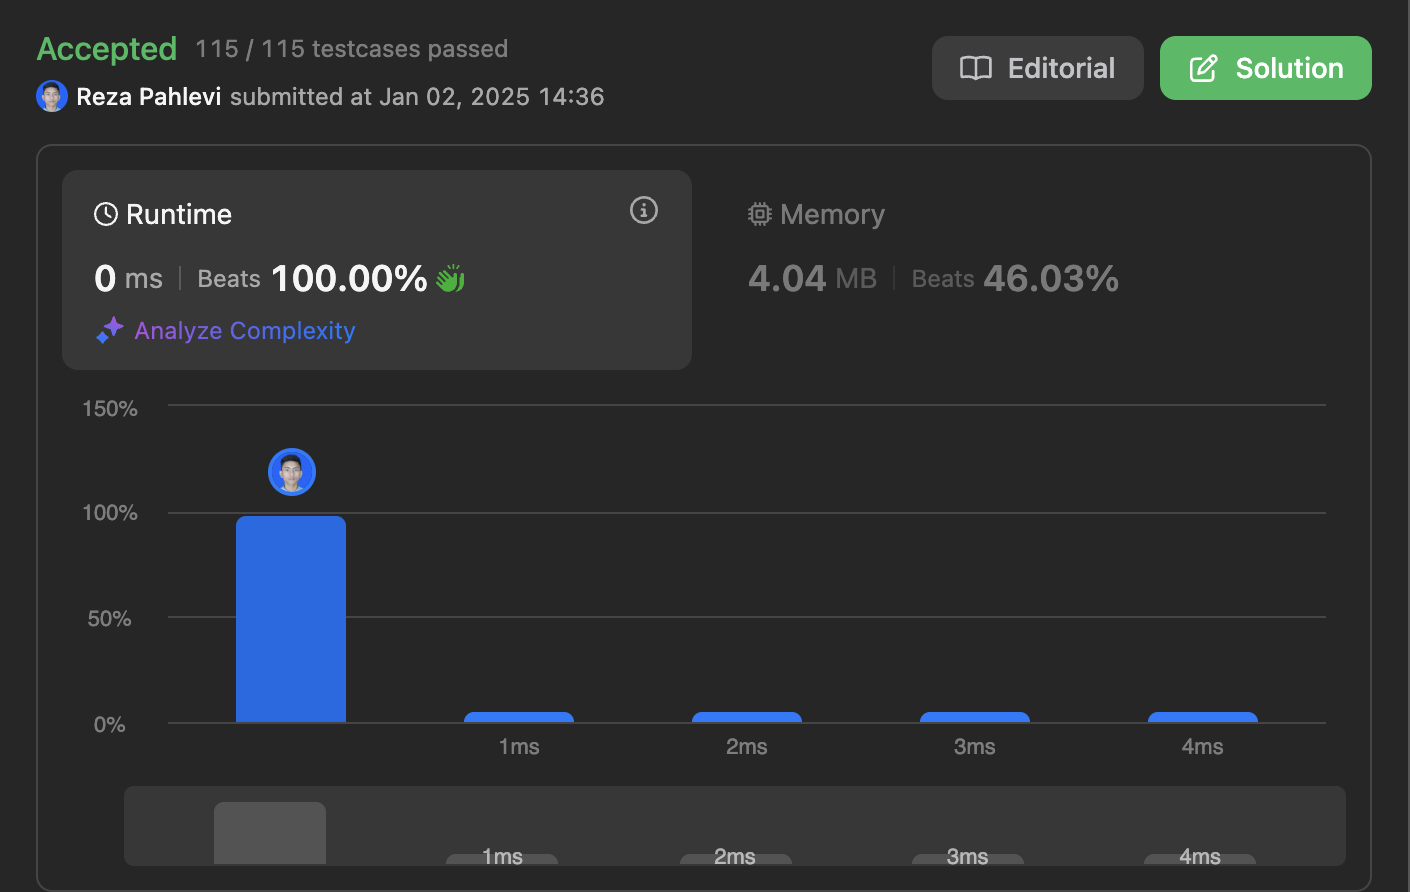 Accepted 115 / 115 testcases passed
Reza Pahlevi submitted at Jan 02, 2025 14:36
Editorial
Solution
Runtime
0 ms | Beats 100.00%
Analyze Complexity
Memory
4.04 MB | Beats 46.03%
150%
100%
50%
0%
1ms 2ms 3ms 4ms
1ms 2ms 3ms 4ms